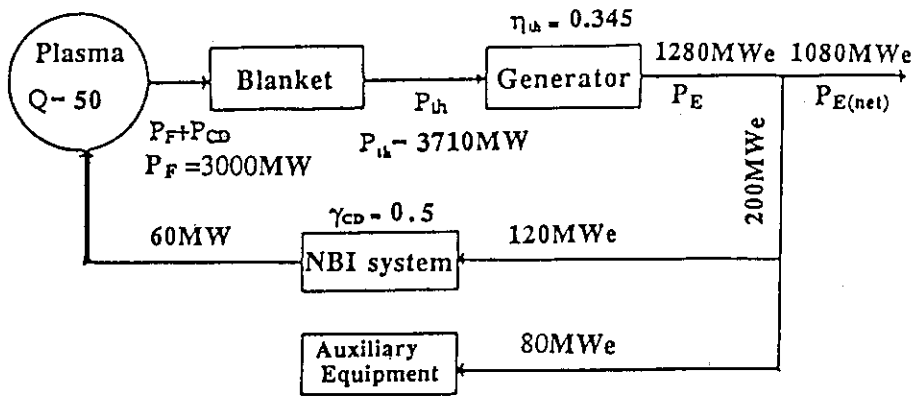 Plasma
Q~50
Blanket
η_th = 0.345
Generator
1280MWe
1080MWe
P_E
P_E(net)
P_th
P_F+P_CD
P_F =3000MW
P_th~3710MW
200MWe
γ_CD = 0.5
60MW
NBI system
120MWe
Auxiliary
Equipment
80MWe